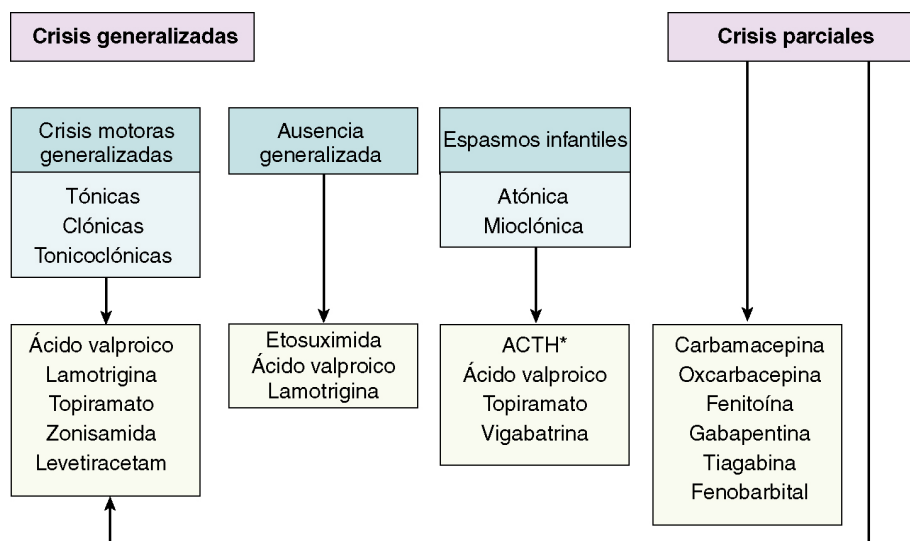 Crisis generalizadas
Crisis parciales
Crisis motoras
generalizadas
Tónicas
Clónicas
Tonicoclónicas
Ausencia
generalizada
Espasmos infantiles
Atónica
Mioclónica
Ácido valproico
Lamotrigina
Topiramato
Zonisamida
Levetiracetam
Etosuximida
Ácido valproico
Lamotrigina
ACTH*
Ácido valproico
Topiramato
Vigabatrina
Carbamacepina
Oxcarbacepina
Fenitoína
Gabapentina
Tiagabina
Fenobarbital